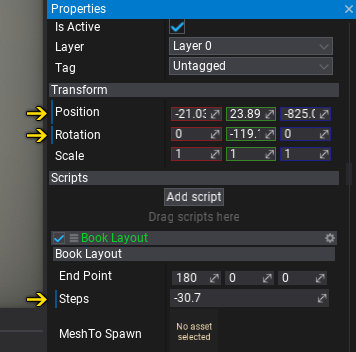 Properties
Is Active
Layer Layer 0
Tag Untagged
Transform
Position -21.03 23.89 -825.0
Rotation 0 -119. 0
Scale 1 1 1
Scripts
Add script
Drag scripts here
Book Layout
Book Layout
End Point 180 0 0
Steps -30.7
MeshTo Spawn No asset
selected